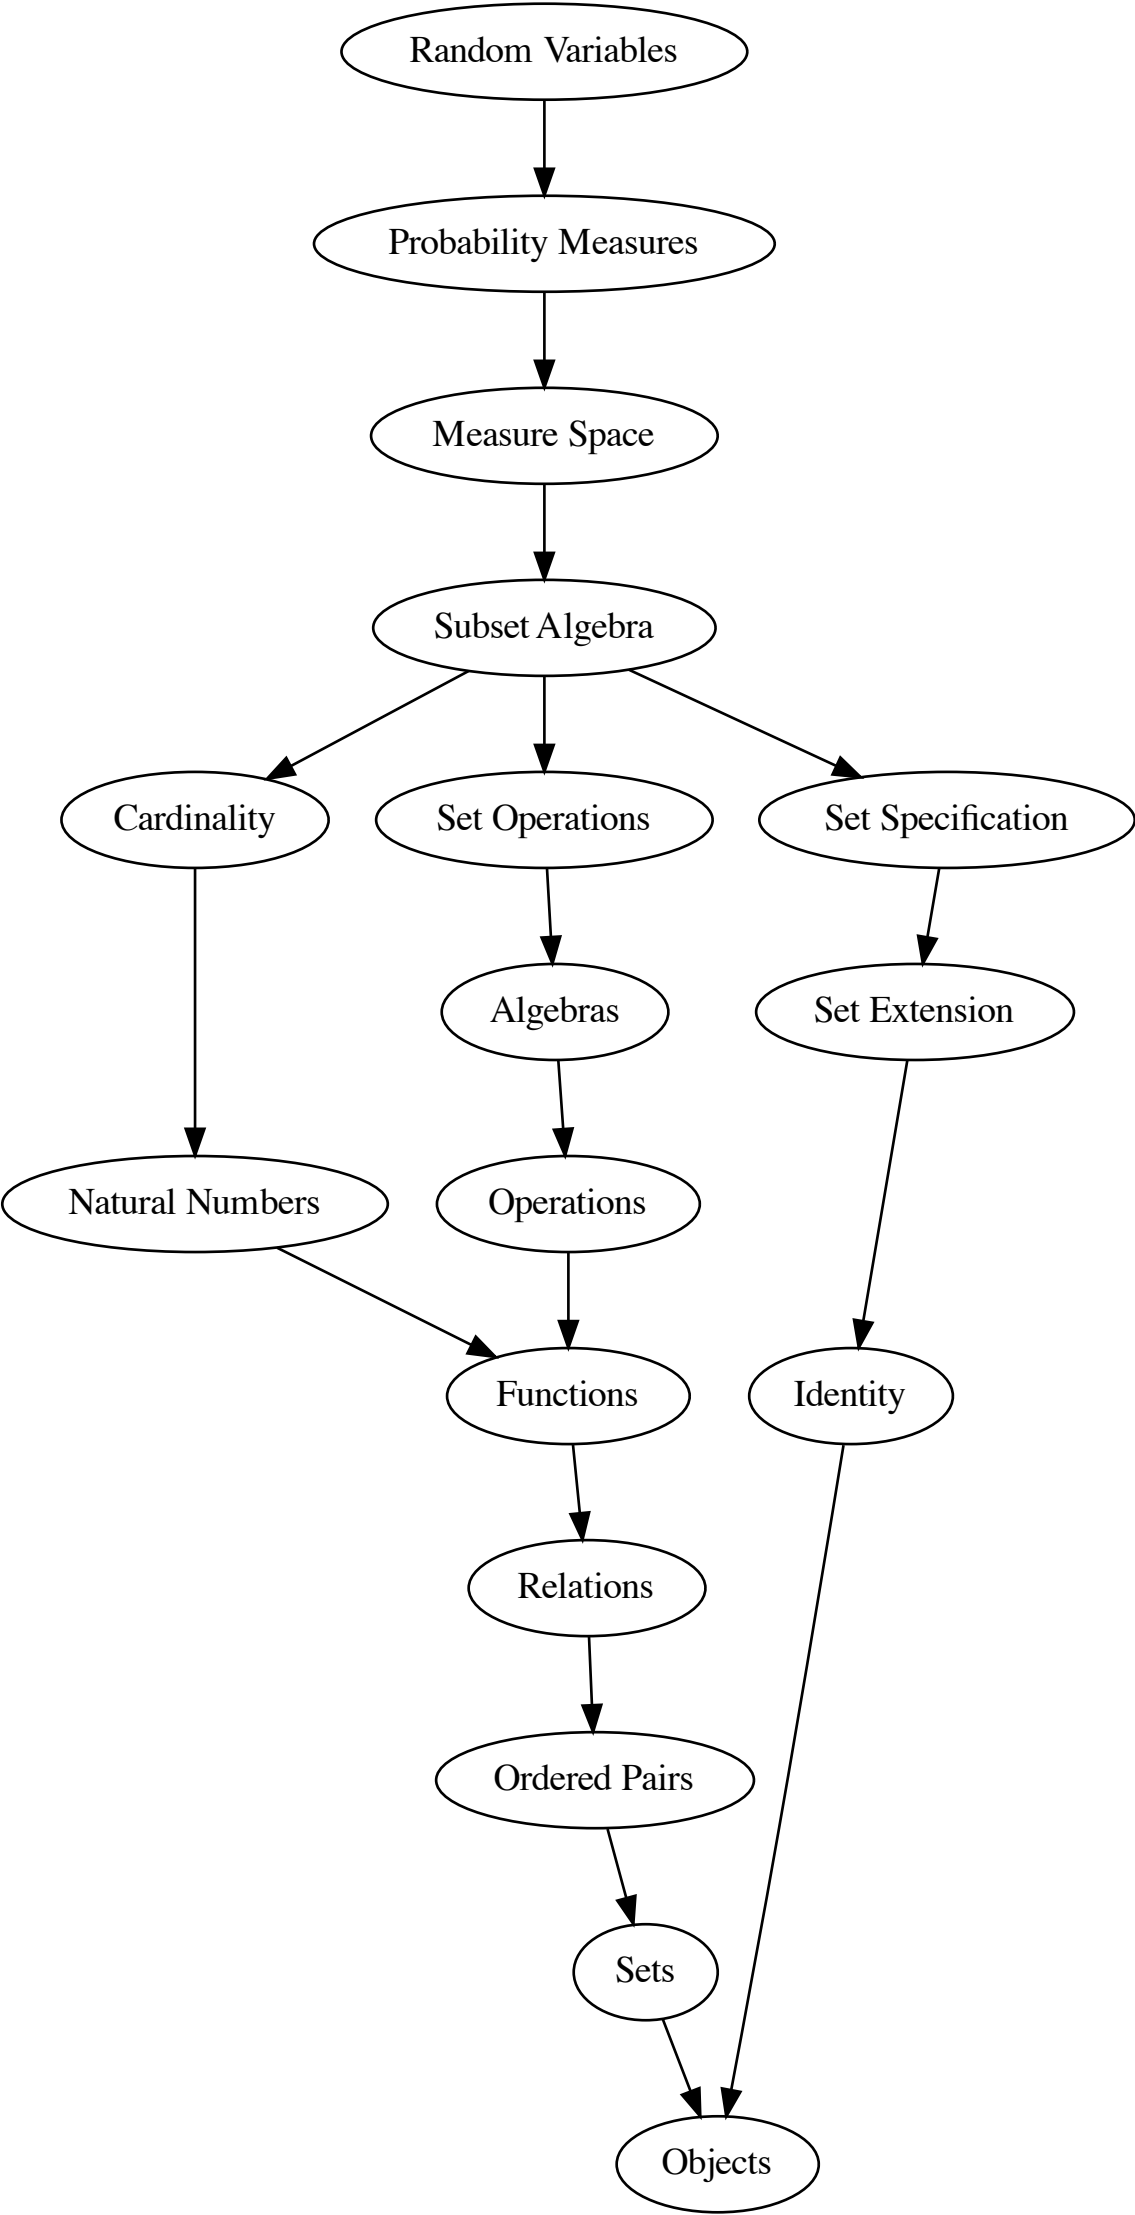 Random Variables
Probability Measures
Measure Space
Subset Algebra
Cardinality
Set Operations
Set Specification
Algebras
Set Extension
Natural Numbers
Operations
Functions
Identity
Relations
Ordered Pairs
Sets
Objects